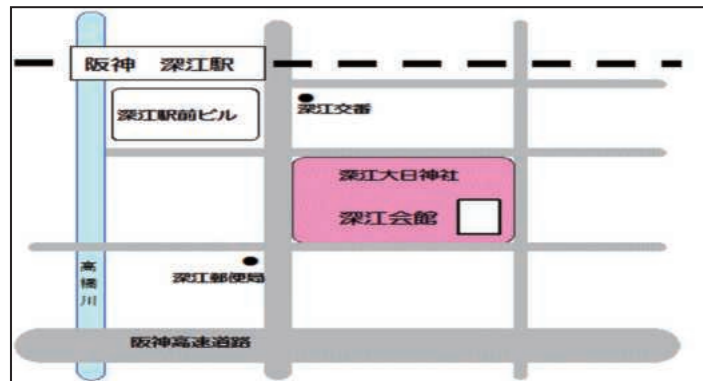 阪神　深江駅
深江駅前ビル
深江交番
深江大日神社
深江会館
深江郵便局
高橋川
阪神高速道路